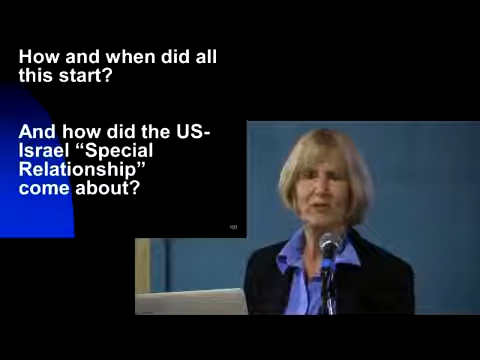 How and when did all
this start?
And how did the US-
Israel “Special
Relationship”
come about?